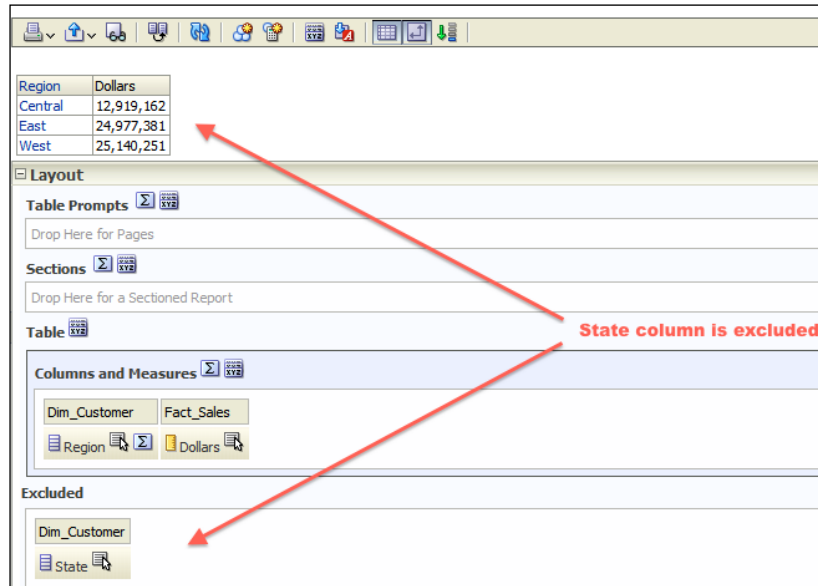 Region Dollars
Central 12,919,162
East 24,977,381
West 25,140,251
Layout
Table Prompts
Drop Here for Pages
Sections
Drop Here for a Sectioned Report
Table
State column is excluded
Columns and Measures
Dim_Customer Fact_Sales
Region Dollars
Excluded
Dim_Customer
State